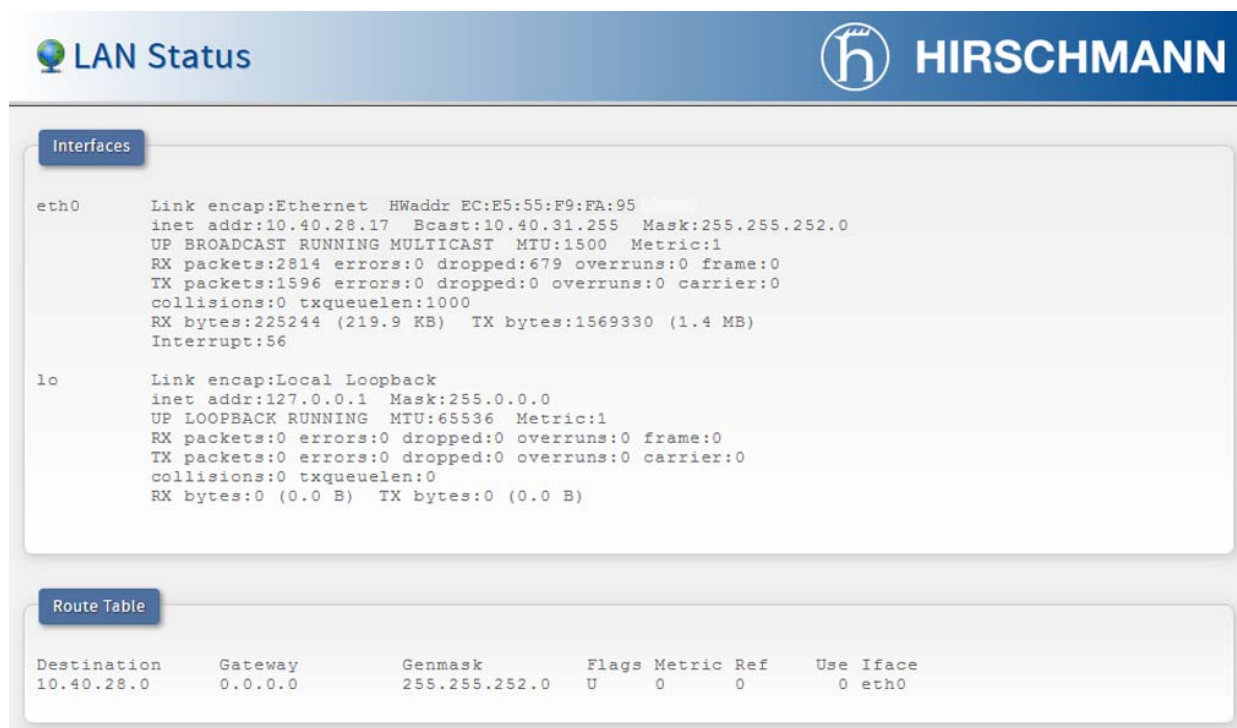 LAN Status
HIRSCHMANN
Interfaces
eth0 Link encap:Ethernet HWaddr EC:E5:55:F9:FA:95
inet addr:10.40.28.17 Bcast:10.40.31.255 Mask:255.255.252.0
UP BROADCAST RUNNING MULTICAST MTU:1500 Metric:1
RX packets:2814 errors:0 dropped:679 overruns:0 frame:0
TX packets:1596 errors:0 dropped:0 overruns:0 carrier:0
collisions:0 txqueuelen:1000
RX bytes:225244 (219.9 KB) TX bytes:1569330 (1.4 MB)
Interrupt:56
lo Link encap:Local Loopback
inet addr:127.0.0.1 Mask:255.0.0.0
UP LOOPBACK RUNNING MTU:65536 Metric:1
RX packets:0 errors:0 dropped:0 overruns:0 frame:0
TX packets:0 errors:0 dropped:0 overruns:0 carrier:0
collisions:0 txqueuelen:0
RX bytes:0 (0.0 B) TX bytes:0 (0.0 B)
Route Table
Destination Gateway Genmask Flags Metric Ref Use Iface
10.40.28.0 0.0.0.0 255.255.252.0 U 0 0 0 eth0